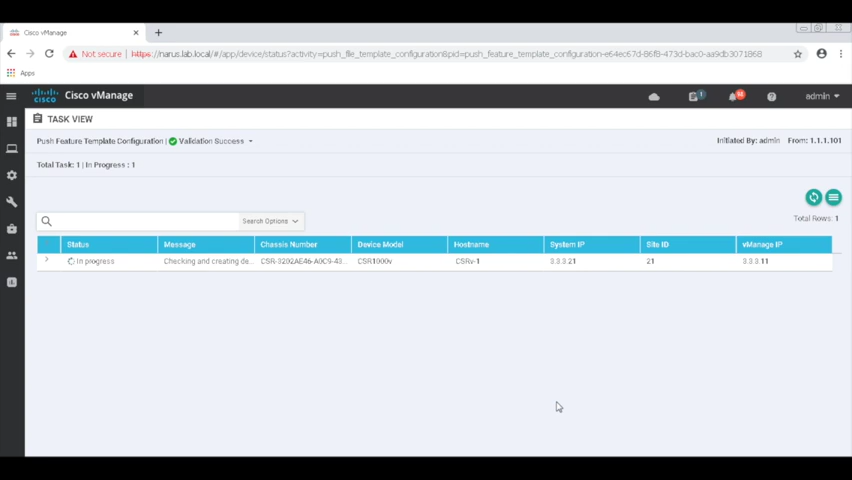 Cisco vManage
Not secure | https://narus.lab.local/#/app/device/status?activity=push_file_template_configuration&pid=push_feature_template_configuration-e64ec67d-86f8-473d-bac0-aa9db3071868
Apps
CISCO Cisco vManage 1 admin
TASK VIEW
Push Feature Template Configuration | Validation Success Initiated By: admin From: 1.1.1.101
Total Task: 1 | In Progress : 1
Search Options
Total Rows: 1
Status Message Chassis Number Device Model Hostname System IP Site ID vManage IP
In progress Checking and creating de... CSR-3202AE46-A0C9-43... CSR1000v CSRv-1 3.3.3.21 21 3.3.3.11